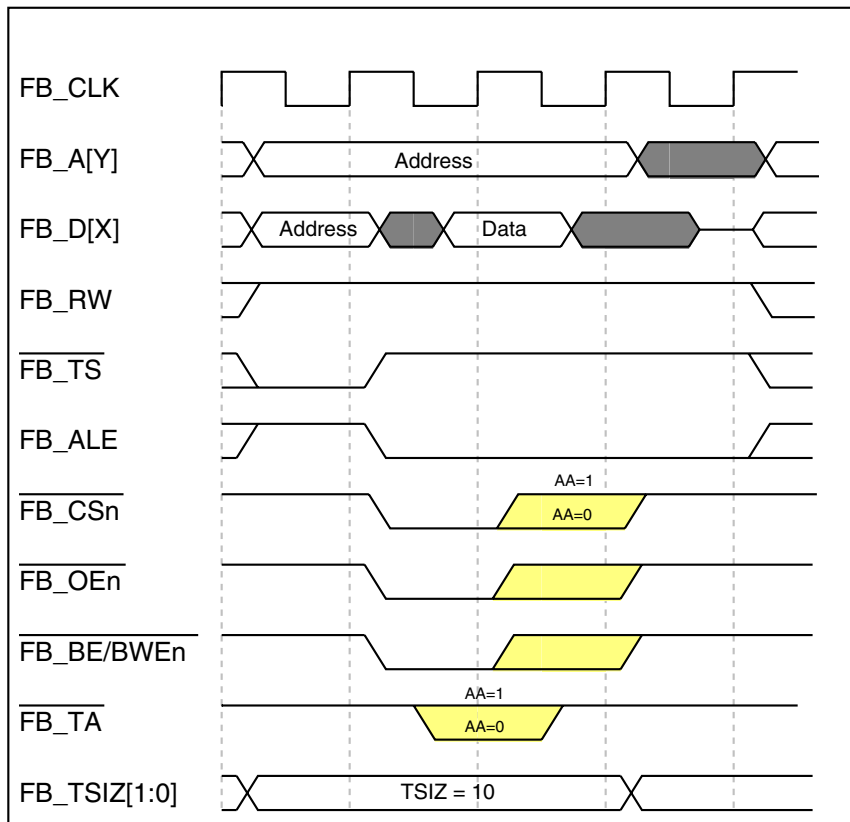 FB_CLK
FB_A[Y] Address
FB_D[X] Address Data
FB_RW
FB_TS
FB_ALE
AA=1
FB_CSn AA=0
FB_OEn
FB_BE/BWEn
AA=1
FB_TA AA=0
FB_TSIZ[1:0] TSIZ = 10